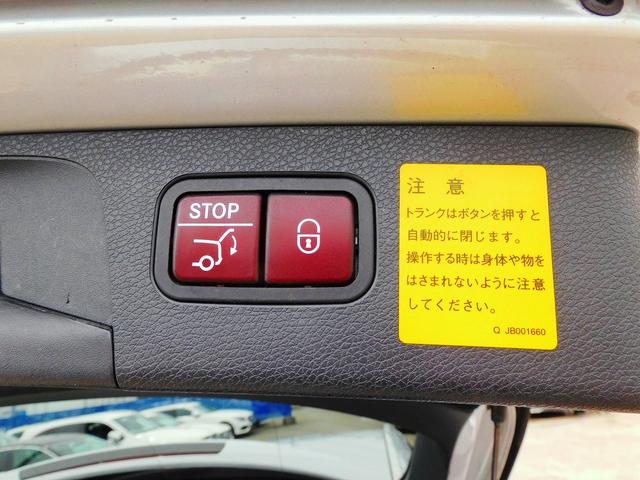 STOP
注 意
トランクはボタンを押すと
自動的に閉じます。
操作する時は身体や物を
はさまれないように注意
してください。
Q JB001660